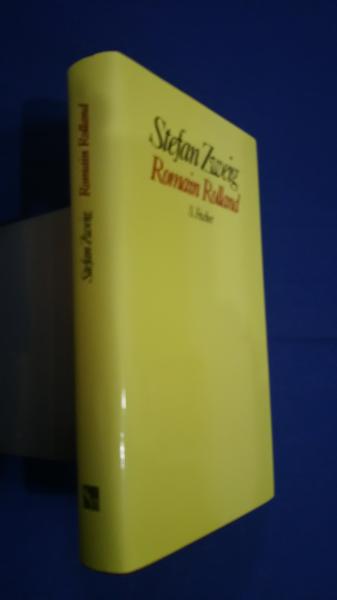 Stefan Zweig
Romain Rolland
S. Fischer
Stefan Zweig Romain Rolland